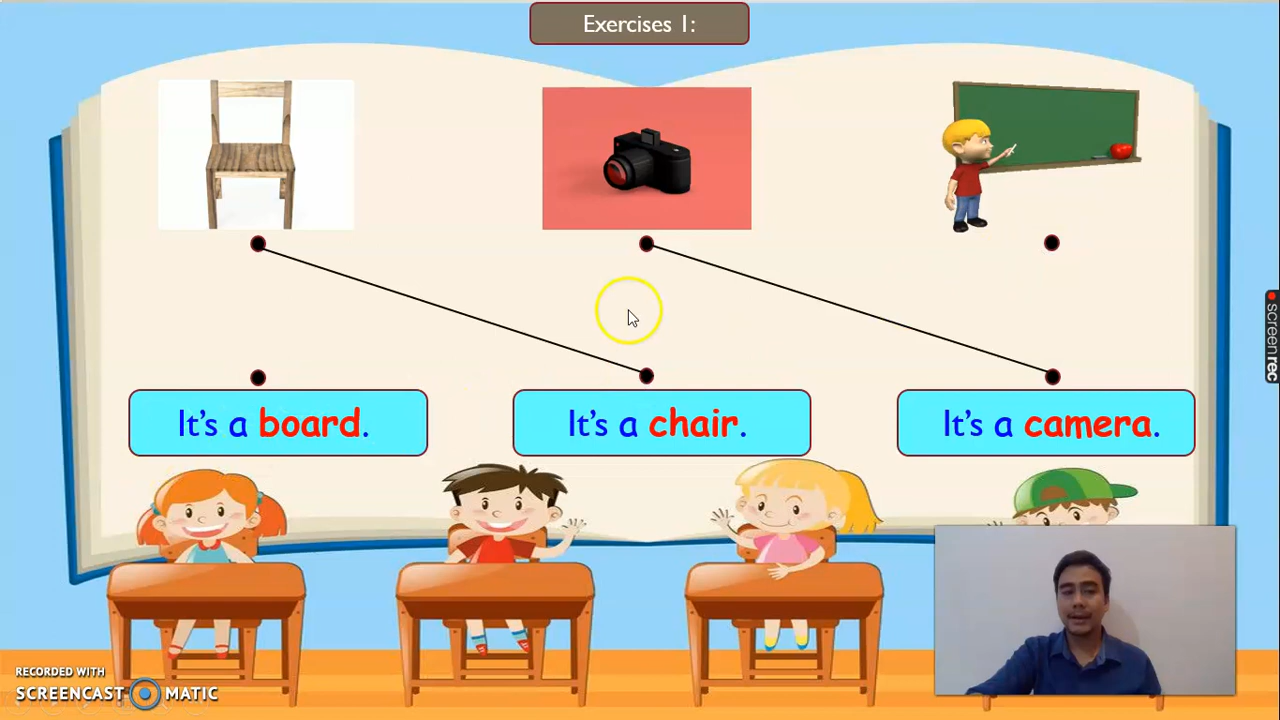 Exercises 1:
It's a board.
It's a chair.
It's a camera.
screenrec
RECORDED WITH
SCREENCAST MATIC